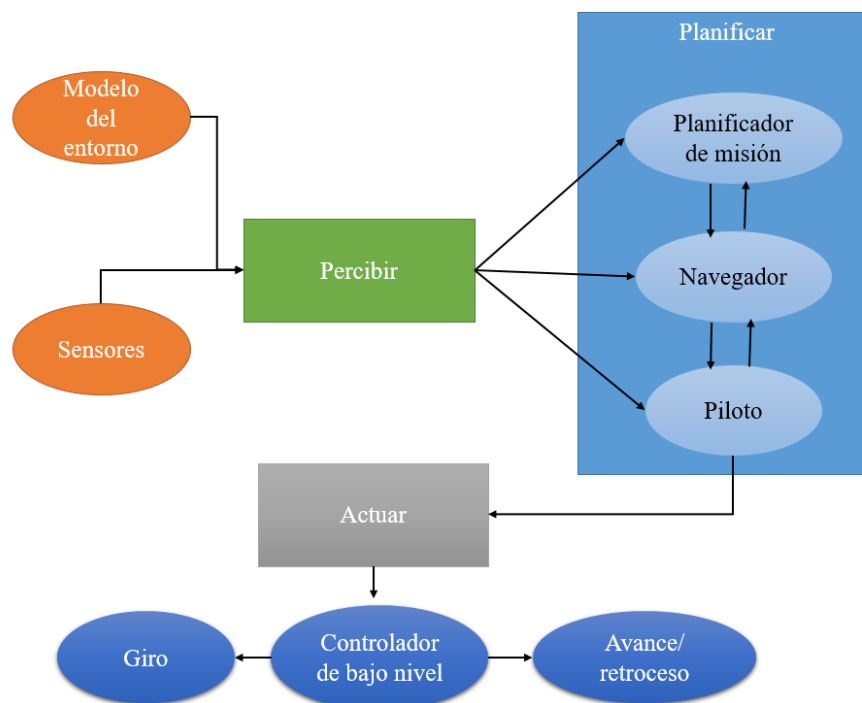 Planificar
Modelo
del
entorno
Planificador
de misión
Percibir
Navegador
Sensores
Piloto
Actuar
Giro
Controlador
de bajo nivel
Avance/
retroceso